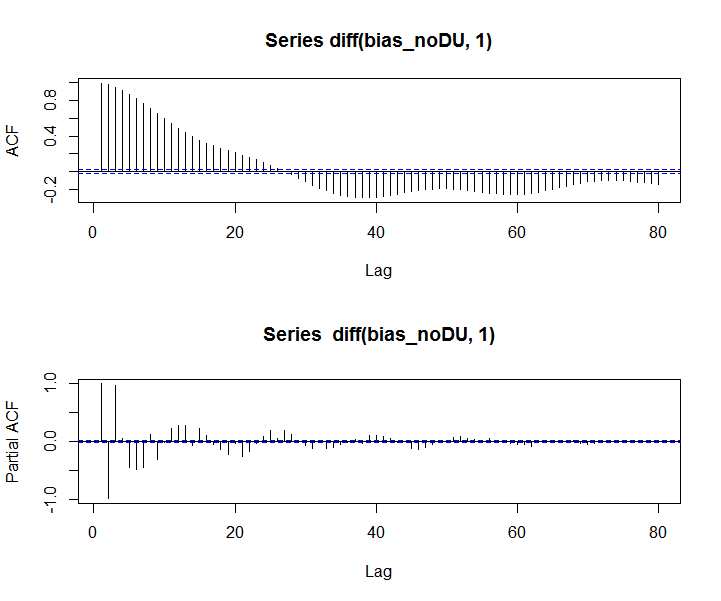 Series diff(bias_noDU, 1)
ACF
0.8
0.4
-0.2
0 20 40 60 80
Lag
Series  diff(bias_noDU, 1)
Partial ACF
1.0
0.0
-1.0
0 20 40 60 80
Lag